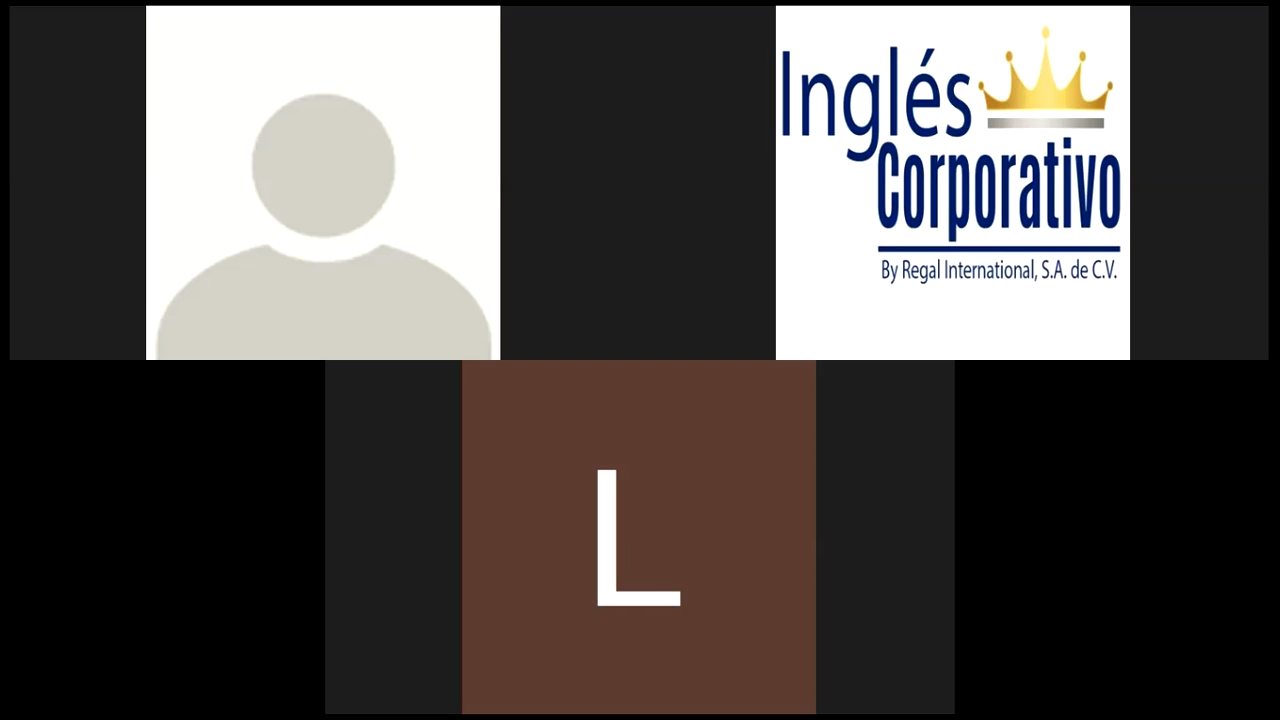 Inglés
Corporativo
By Regal International, S.A. de C.V.
L